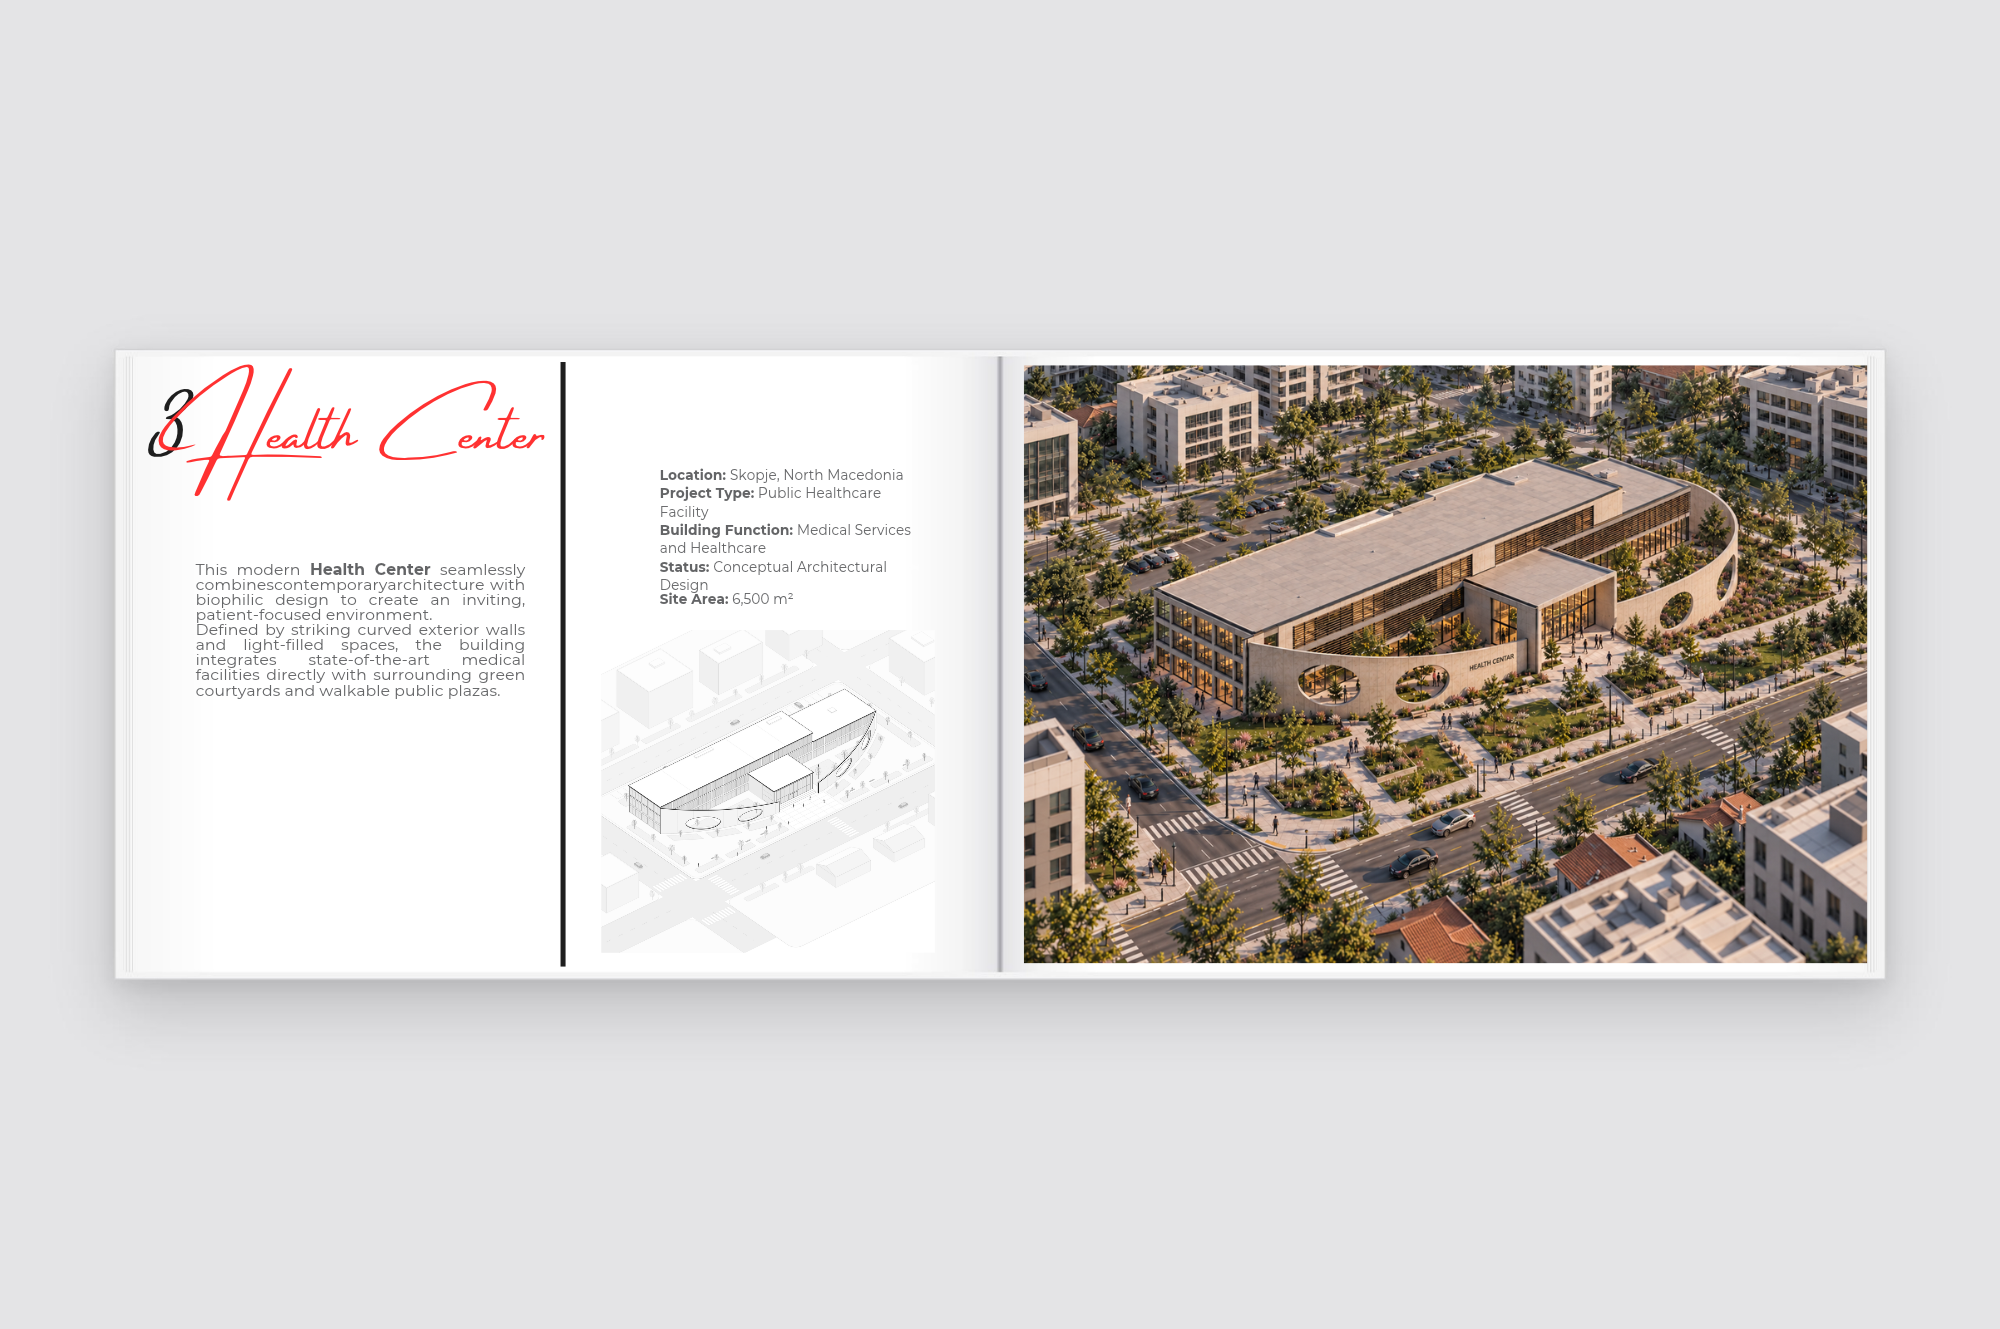 3 Health Center
This modern Health Center seamlessly
combinescontemporaryarchitecture with
biophilic design to create an inviting,
patient-focused environment.
Defined by striking curved exterior walls
and light-filled spaces, the building
integrates state-of-the-art medical
facilities directly with surrounding green
courtyards and walkable public plazas.
Location: Skopje, North Macedonia
Project Type: Public Healthcare
Facility
Building Function: Medical Services
and Healthcare
Status: Conceptual Architectural
Design
Site Area: 6,500 m²
HEALTH CENTAR